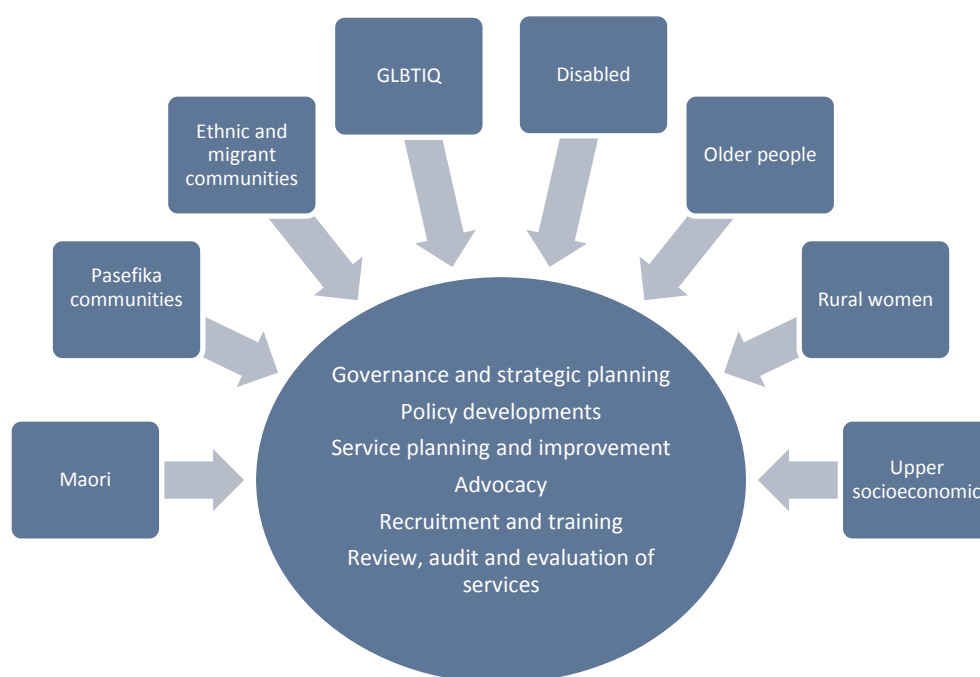 GLBTIQ
Disabled
Ethnic and
migrant
communities
Older people
Pasefika
communities
Rural women
Maori
Upper
socioeconomic
Governance and strategic planning
Policy developments
Service planning and improvement
Advocacy
Recruitment and training
Review, audit and evaluation of
services